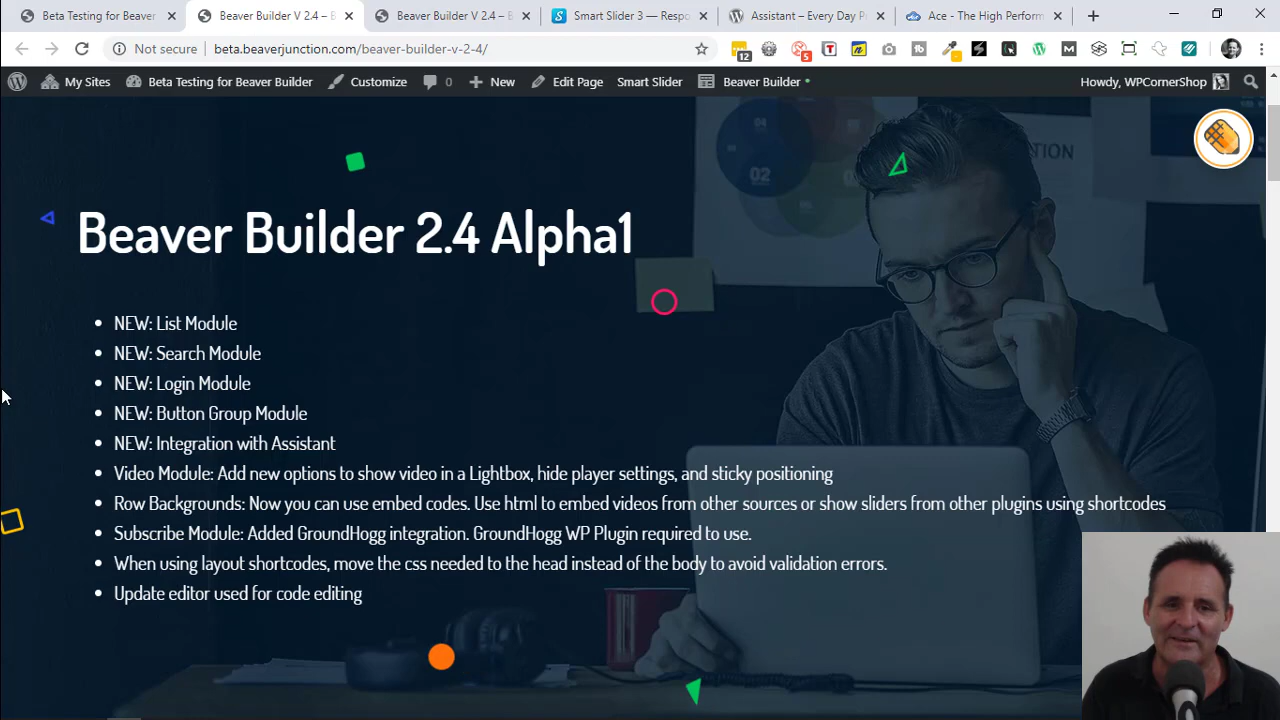 Beta Testing for Beaver
Beaver Builder V 2.4 – B
Beaver Builder V 2.4 – B
Smart Slider 3 — Respo
Assistant – Every Day P
Ace - The High Perform
Not secure
beta.beaverjunction.com/beaver-builder-v-2-4/
12
5
My Sites
Beta Testing for Beaver Builder
Customize
0
New
Edit Page
Smart Slider
Beaver Builder
Howdy, WPCornerShop
04
02
Beaver Builder 2.4 Alpha1
• NEW: List Module
• NEW: Search Module
• NEW: Login Module
• NEW: Button Group Module
• NEW: Integration with Assistant
• Video Module: Add new options to show video in a Lightbox, hide player settings, and sticky positioning
• Row Backgrounds: Now you can use embed codes. Use html to embed videos from other sources or show sliders from other plugins using shortcodes
• Subscribe Module: Added GroundHogg integration. GroundHogg WP Plugin required to use.
• When using layout shortcodes, move the css needed to the head instead of the body to avoid validation errors.
• Update editor used for code editing